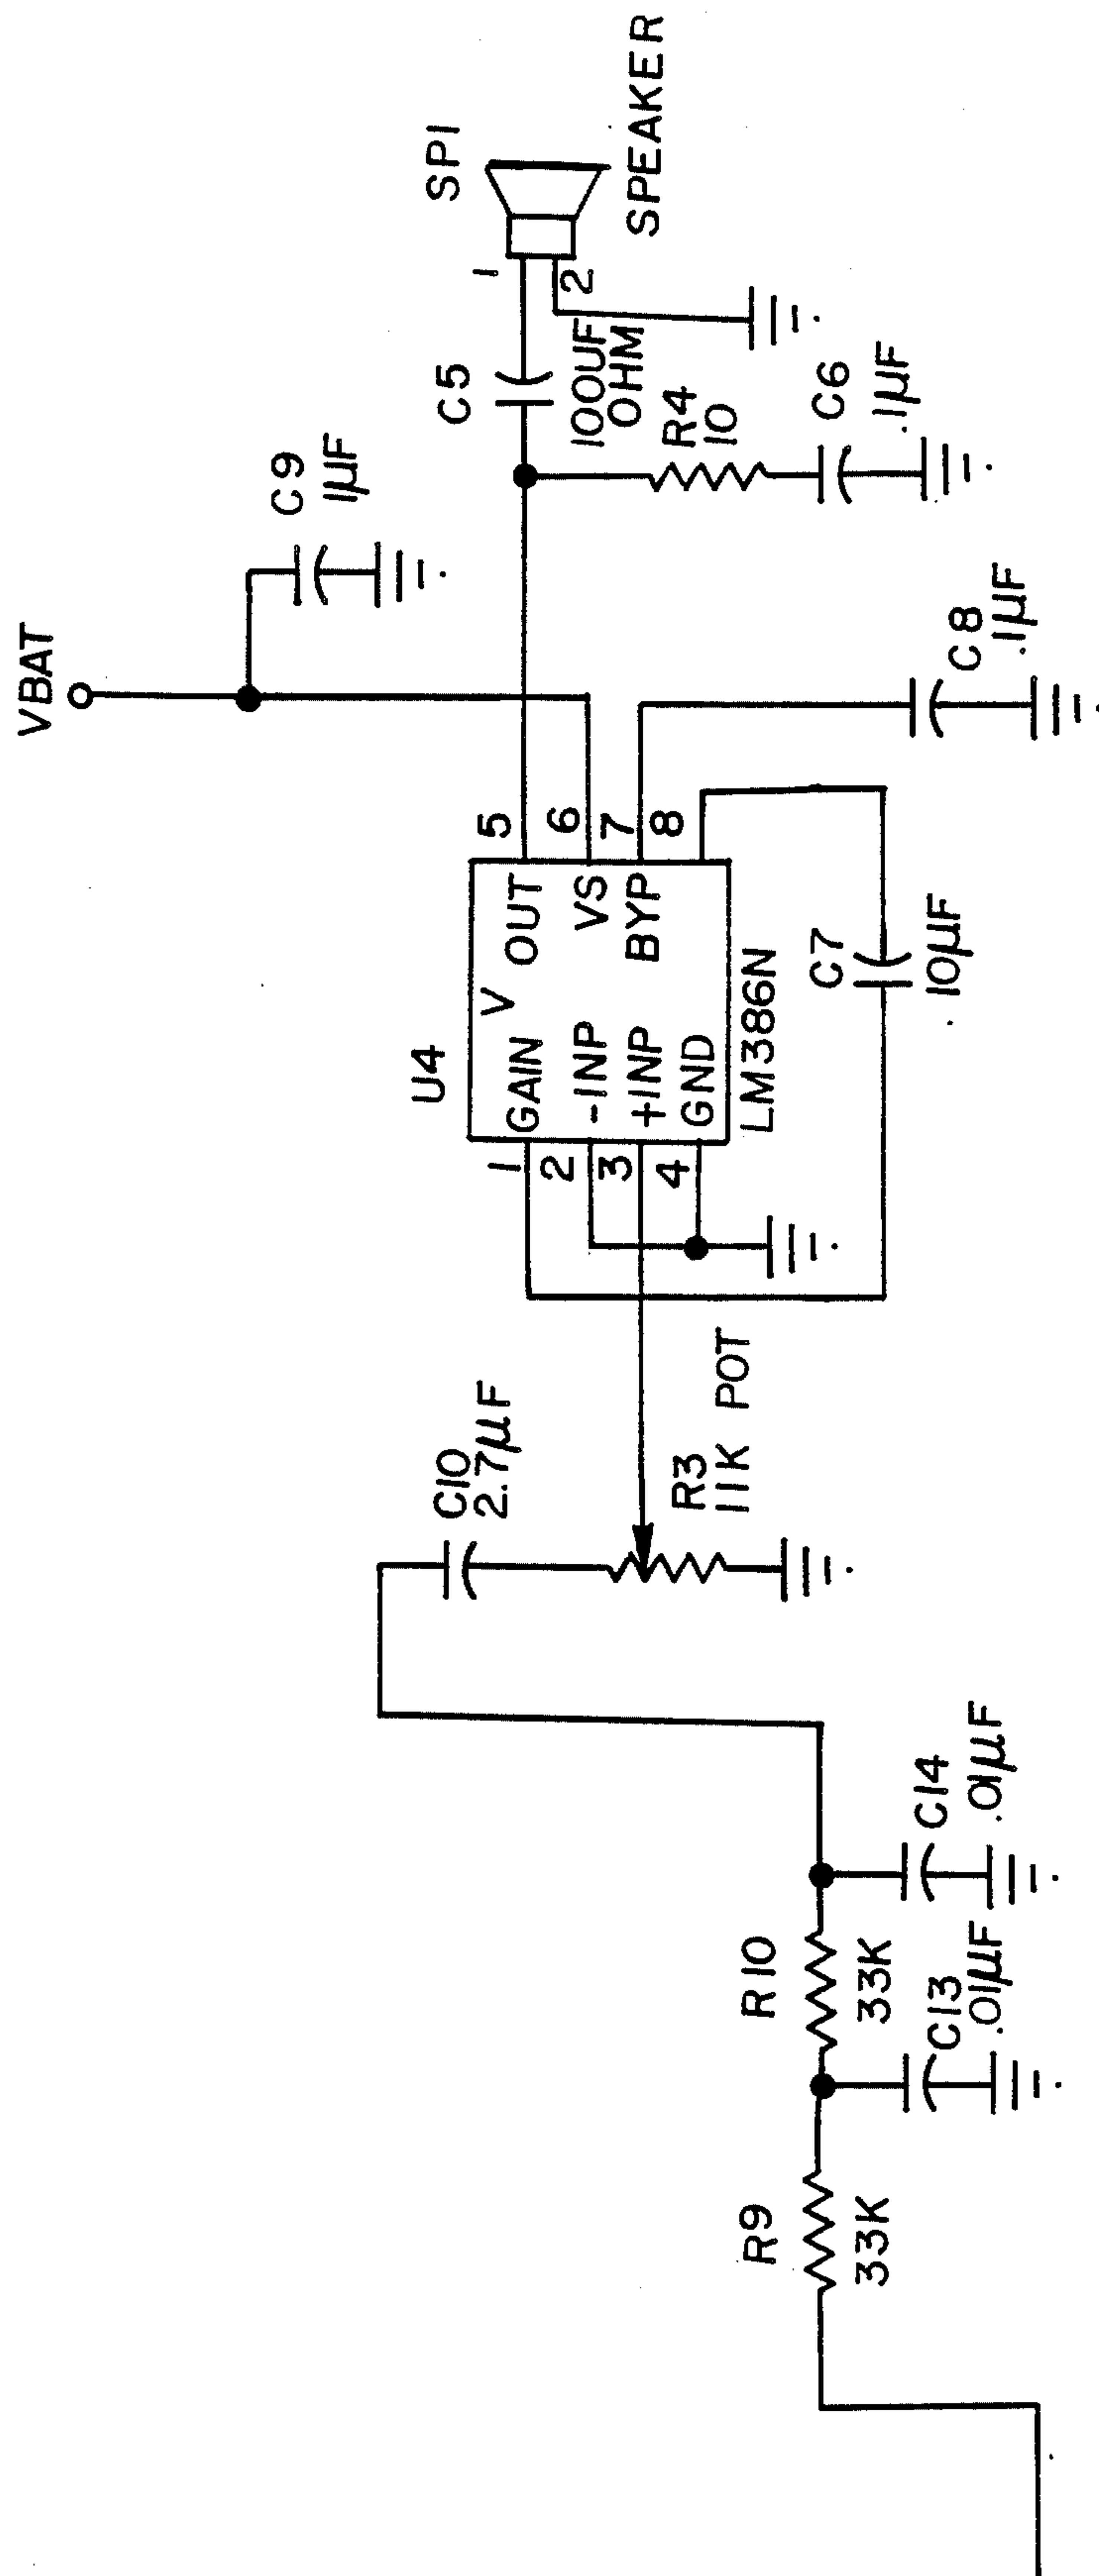 VBAT
C9
1µF
C5
100UF
OHM
SP1
1
2
SPEAKER
R4
10
C6
.1µF
U4
1
GAIN
V
OUT
5
2
-INP
VS
6
3
+INP
BYP
7
4
GND
8
LM386N
C8
.1µF
C7
10µF
C10
2.7µF
R3
11K POT
R10
33K
C14
.01µF
R9
33K
C13
.01µF